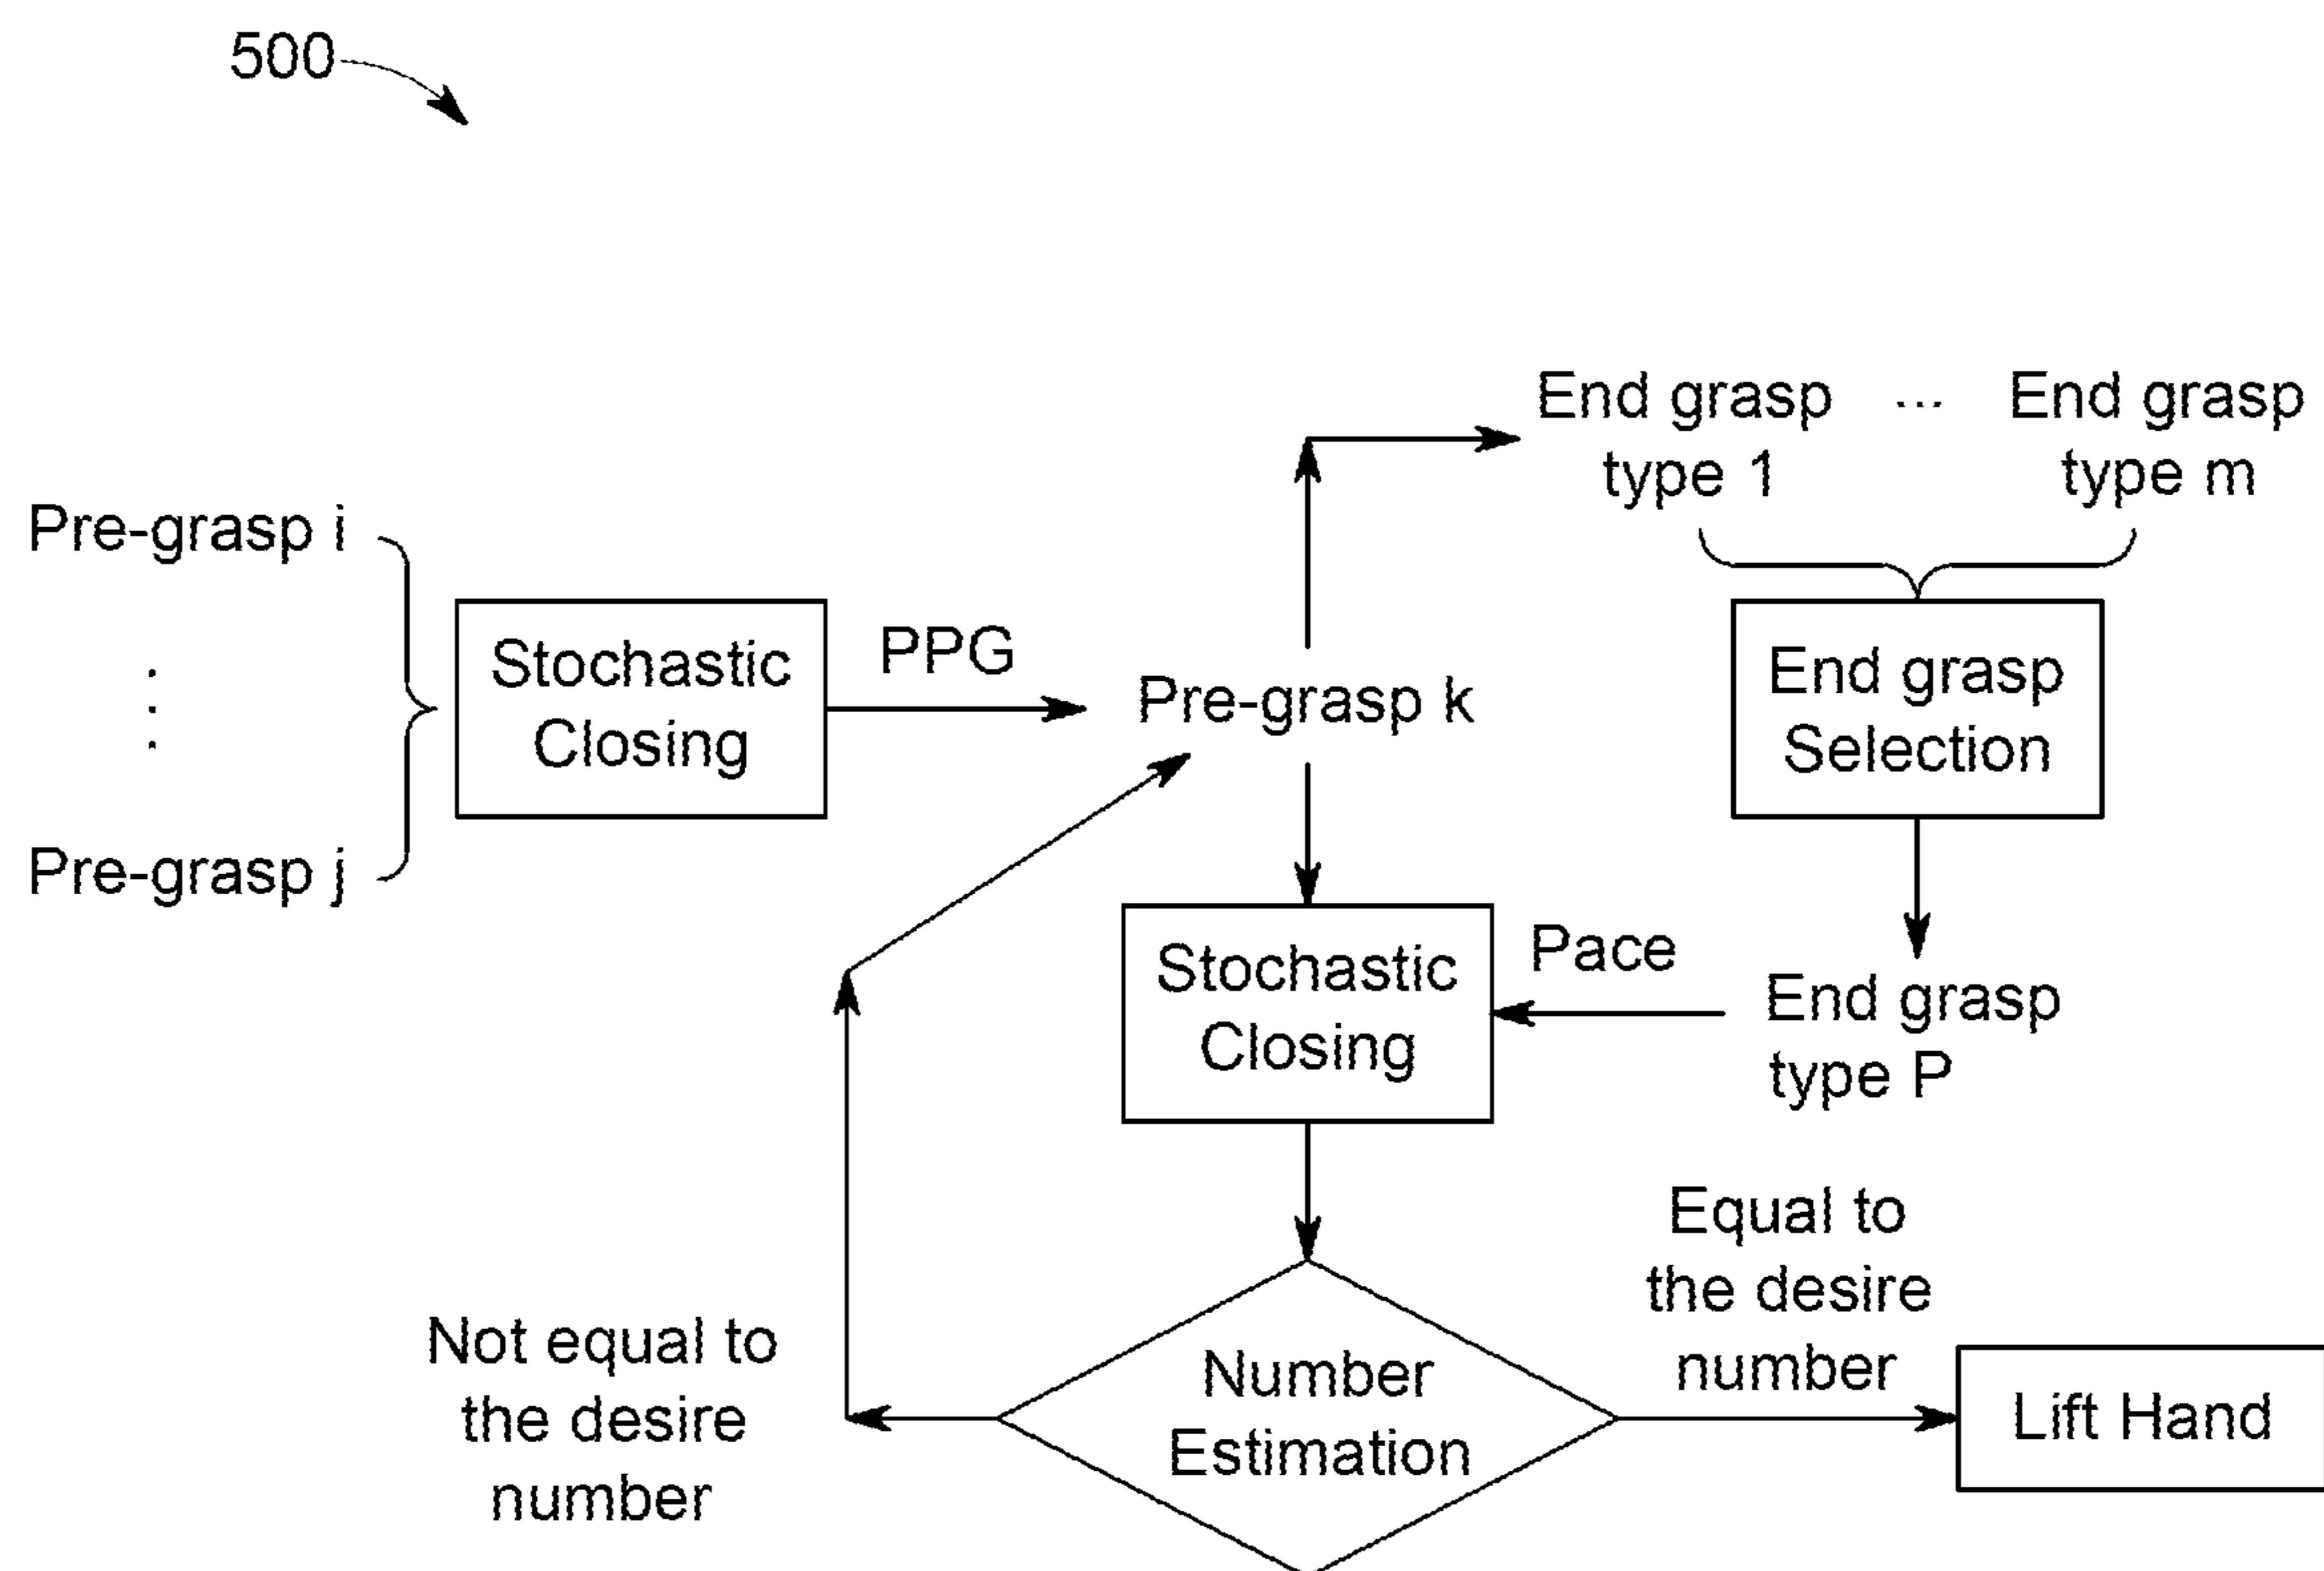 500
End grasp
type 1
...
End grasp
type m
Pre-grasp i
⋮
Pre-grasp j
Stochastic
Closing
PPG
Pre-grasp k
End grasp
Selection
Stochastic
Closing
Pace
End grasp
type P
Not equal to
the desire
number
Number
Estimation
Equal to
the desire
number
Lift Hand